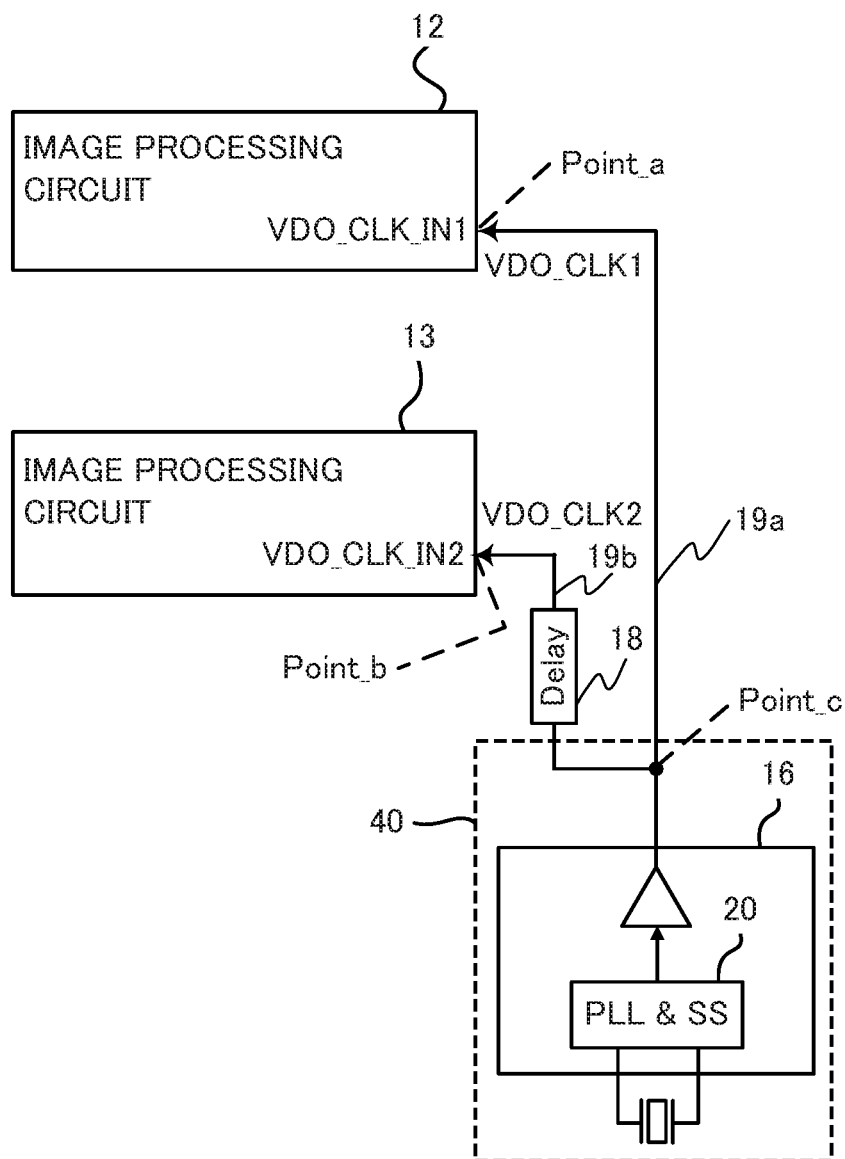 12
IMAGE PROCESSING
CIRCUIT
Point_a
VDO_CLK_IN1
VDO_CLK1
13
IMAGE PROCESSING
CIRCUIT
VDO_CLK2
19a
VDO_CLK_IN2
19b
18
Delay
Point_b
Point_c
16
40
20
PLL & SS